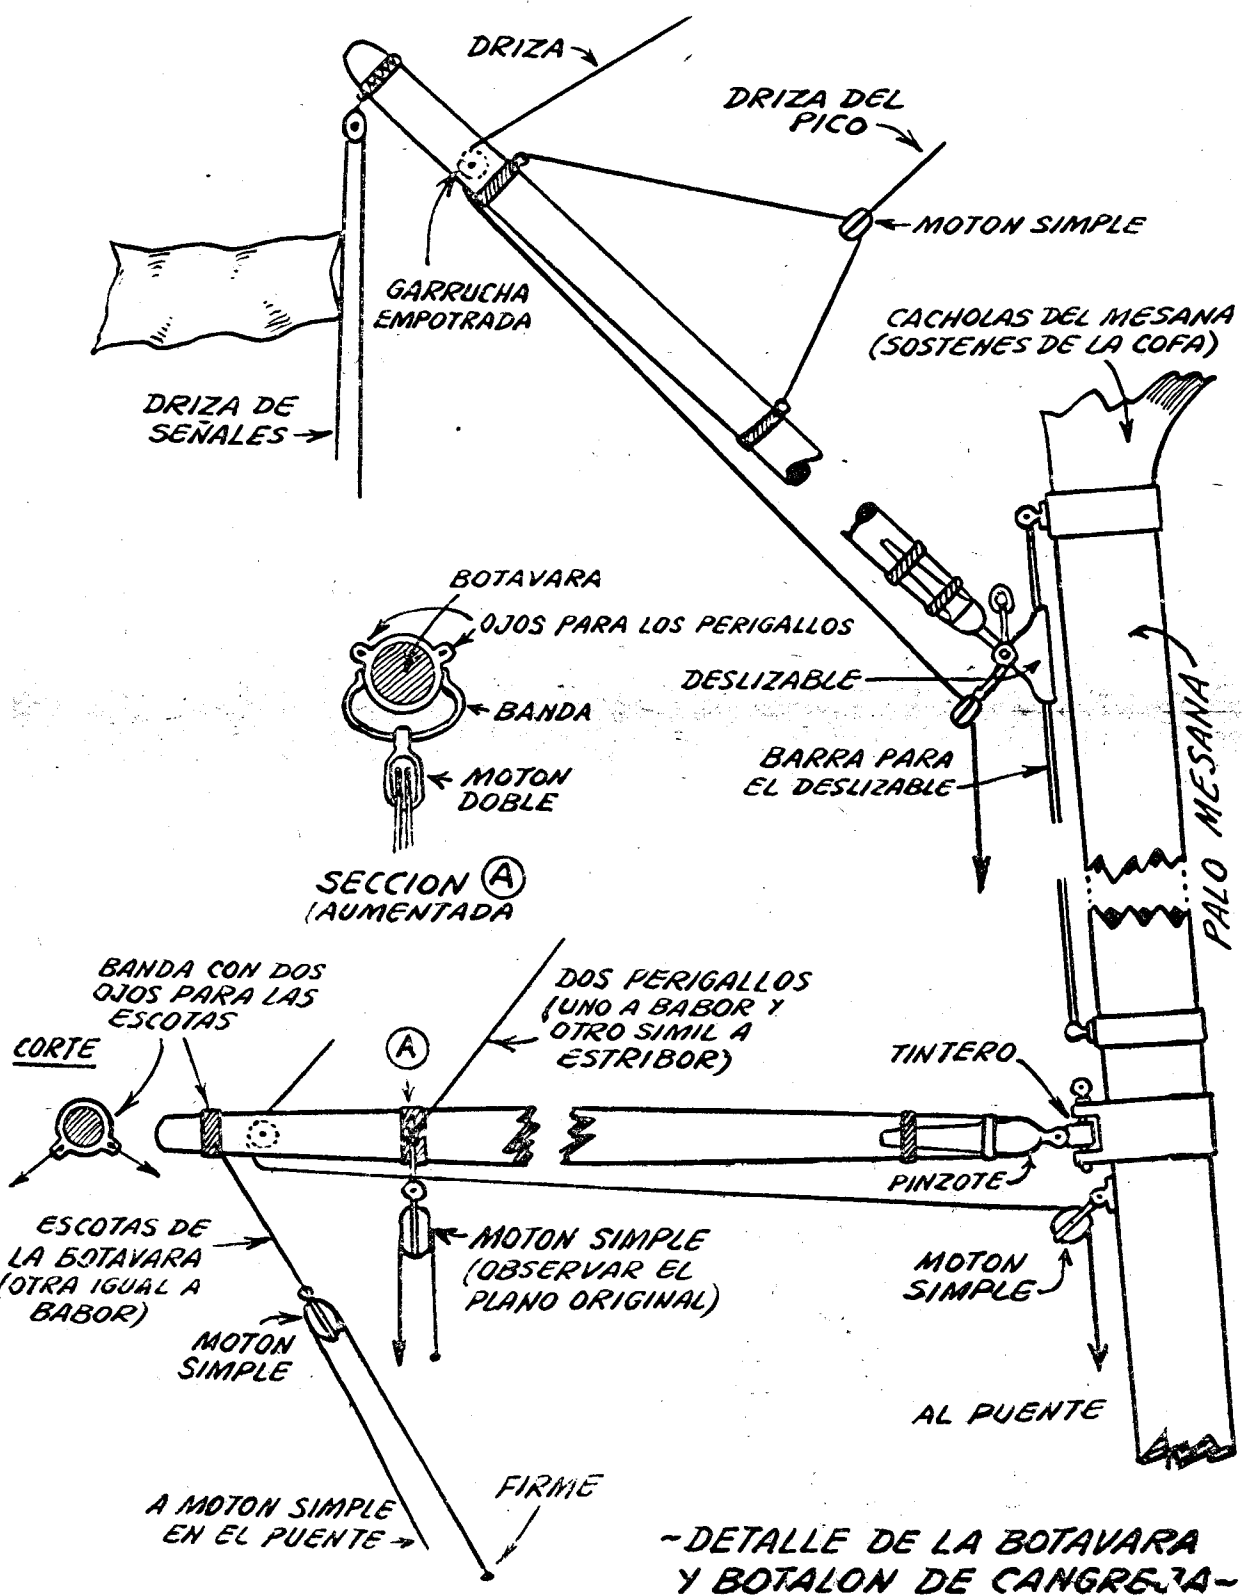 DRIZA
DRIZA DEL
PICO
MOTON SIMPLE
GARRUCHA
EMPOTRADA
CACHOLAS DEL MESANA
(SOSTENES DE LA COFA)
DRIZA DE
SEÑALES
BOTAVARA
OJOS PARA LOS PERIGALLOS
DESLIZABLE
BANDA
PALO MESANA
BARRA PARA
EL DESLIZABLE
MOTON
DOBLE
SECCION A
(AUMENTADA
BANDA CON DOS
OJOS PARA LAS
ESCOTAS
DOS PERIGALLOS
(UNO A BABOR Y
OTRO SIMIL A
ESTRIBOR)
CORTE
A
TINTERO
PINZOTE
ESCOTAS DE
LA BOTAVARA
(OTRA IGUAL A
BABOR)
MOTON SIMPLE
(OBSERVAR EL
PLANO ORIGINAL)
MOTON
SIMPLE
MOTON
SIMPLE
AL PUENTE
A MOTON SIMPLE
EN EL PUENTE
FIRME
~DETALLE DE LA BOTAVARA
Y BOTALON DE CANGREJA~